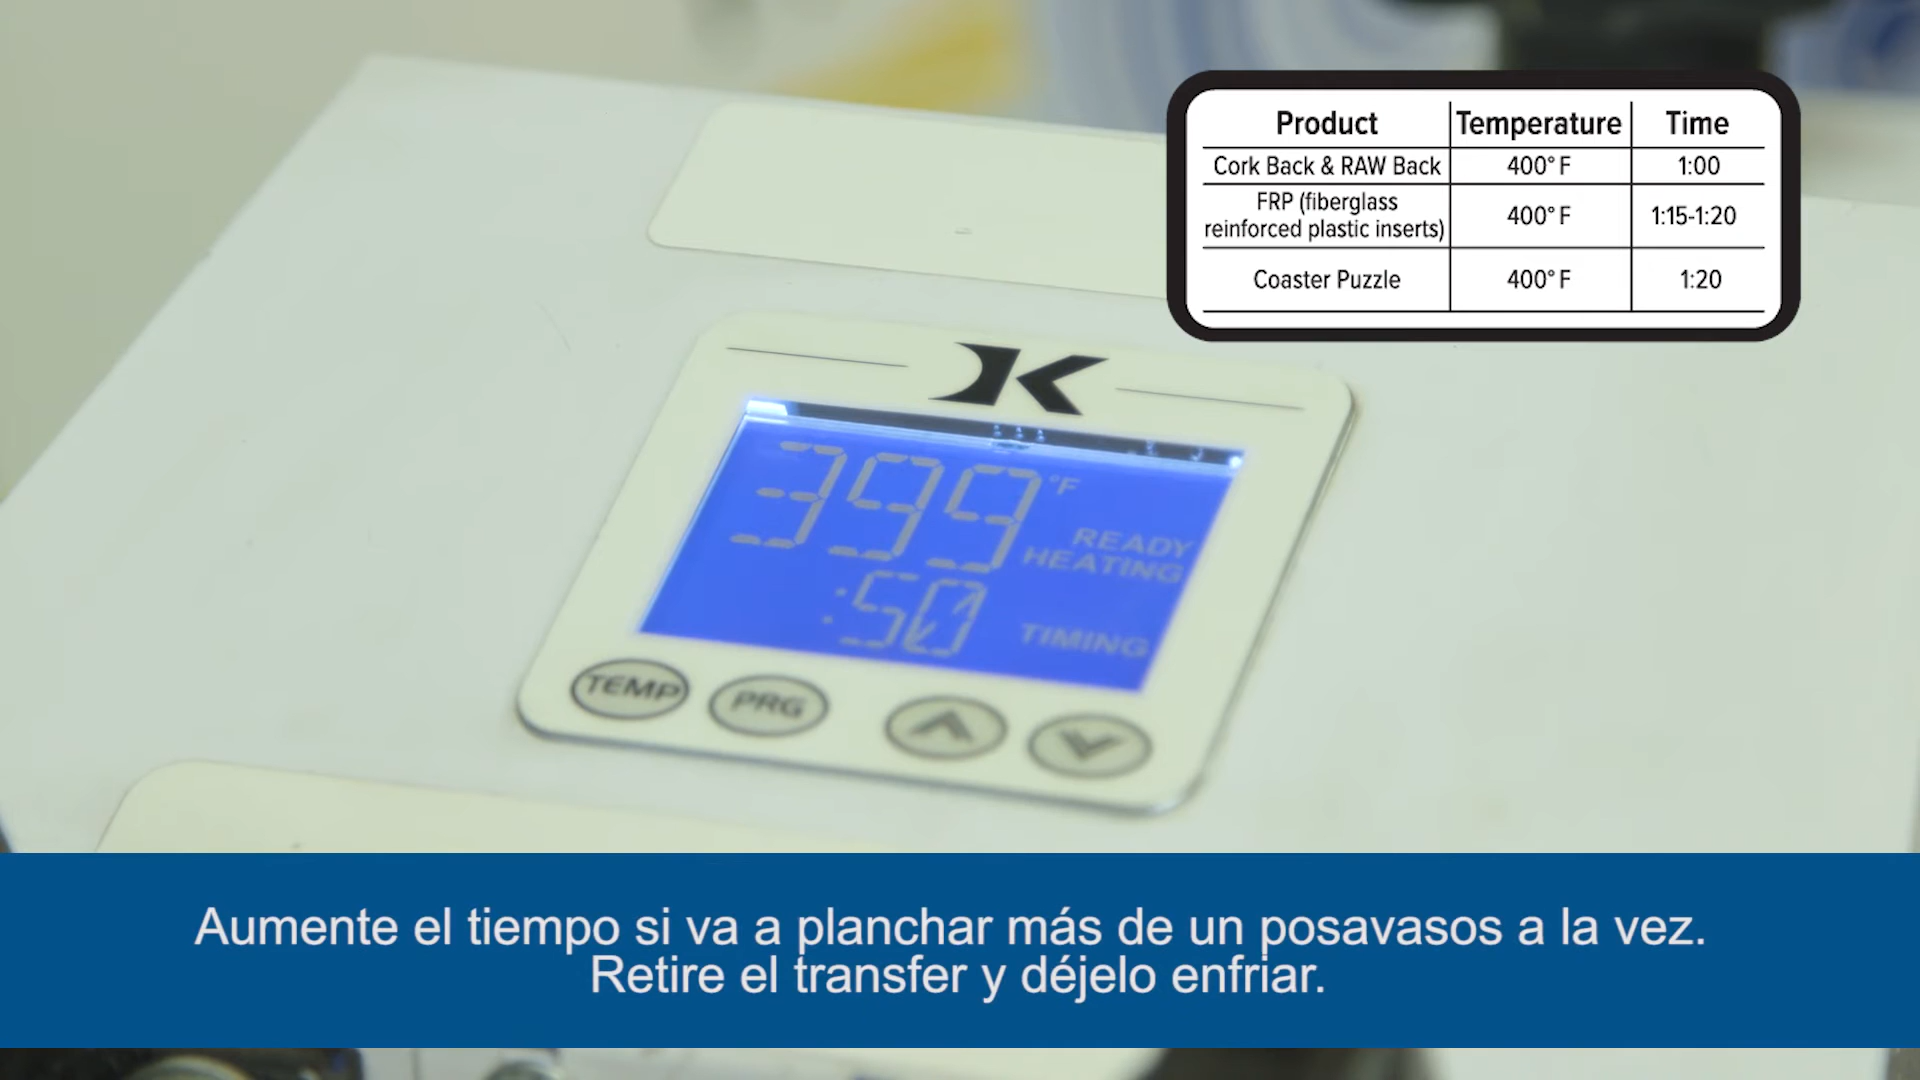 Product Temperature Time
Cork Back & RAW Back 400° F 1:00
FRP (fiberglass
reinforced plastic inserts) 400° F 1:15-1:20
Coaster Puzzle 400° F 1:20
K
399 °F
READY
HEATING
:50 TIMING
TEMP PRG
Aumente el tiempo si va a planchar más de un posavasos a la vez.
Retire el transfer y déjelo enfriar.